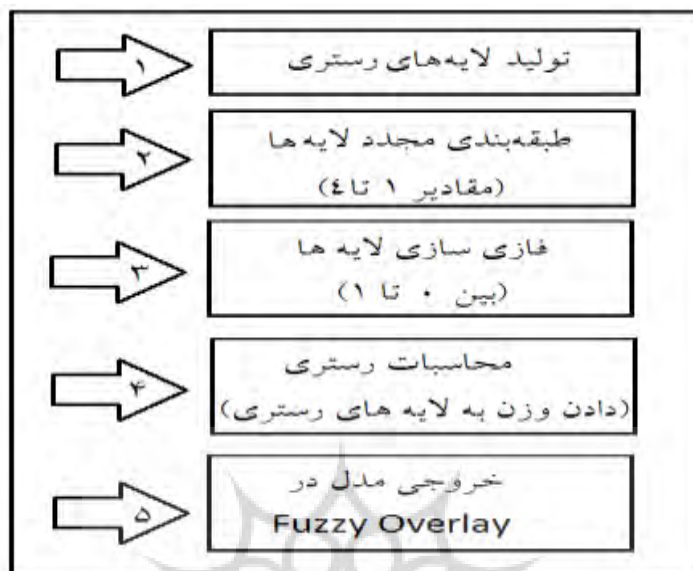 ۱
تولید لایه‌های رستری
۲
طبقه‌بندی مجدد لایه‌ها
(مقادیر ۱ تا ٤)
۳
فازی سازی لایه ها
(بین ۰ تا ۱)
۴
محاسبات رستری
(دادن وزن به لایه های رستری)
۵
خروجی مدل در
Fuzzy Overlay